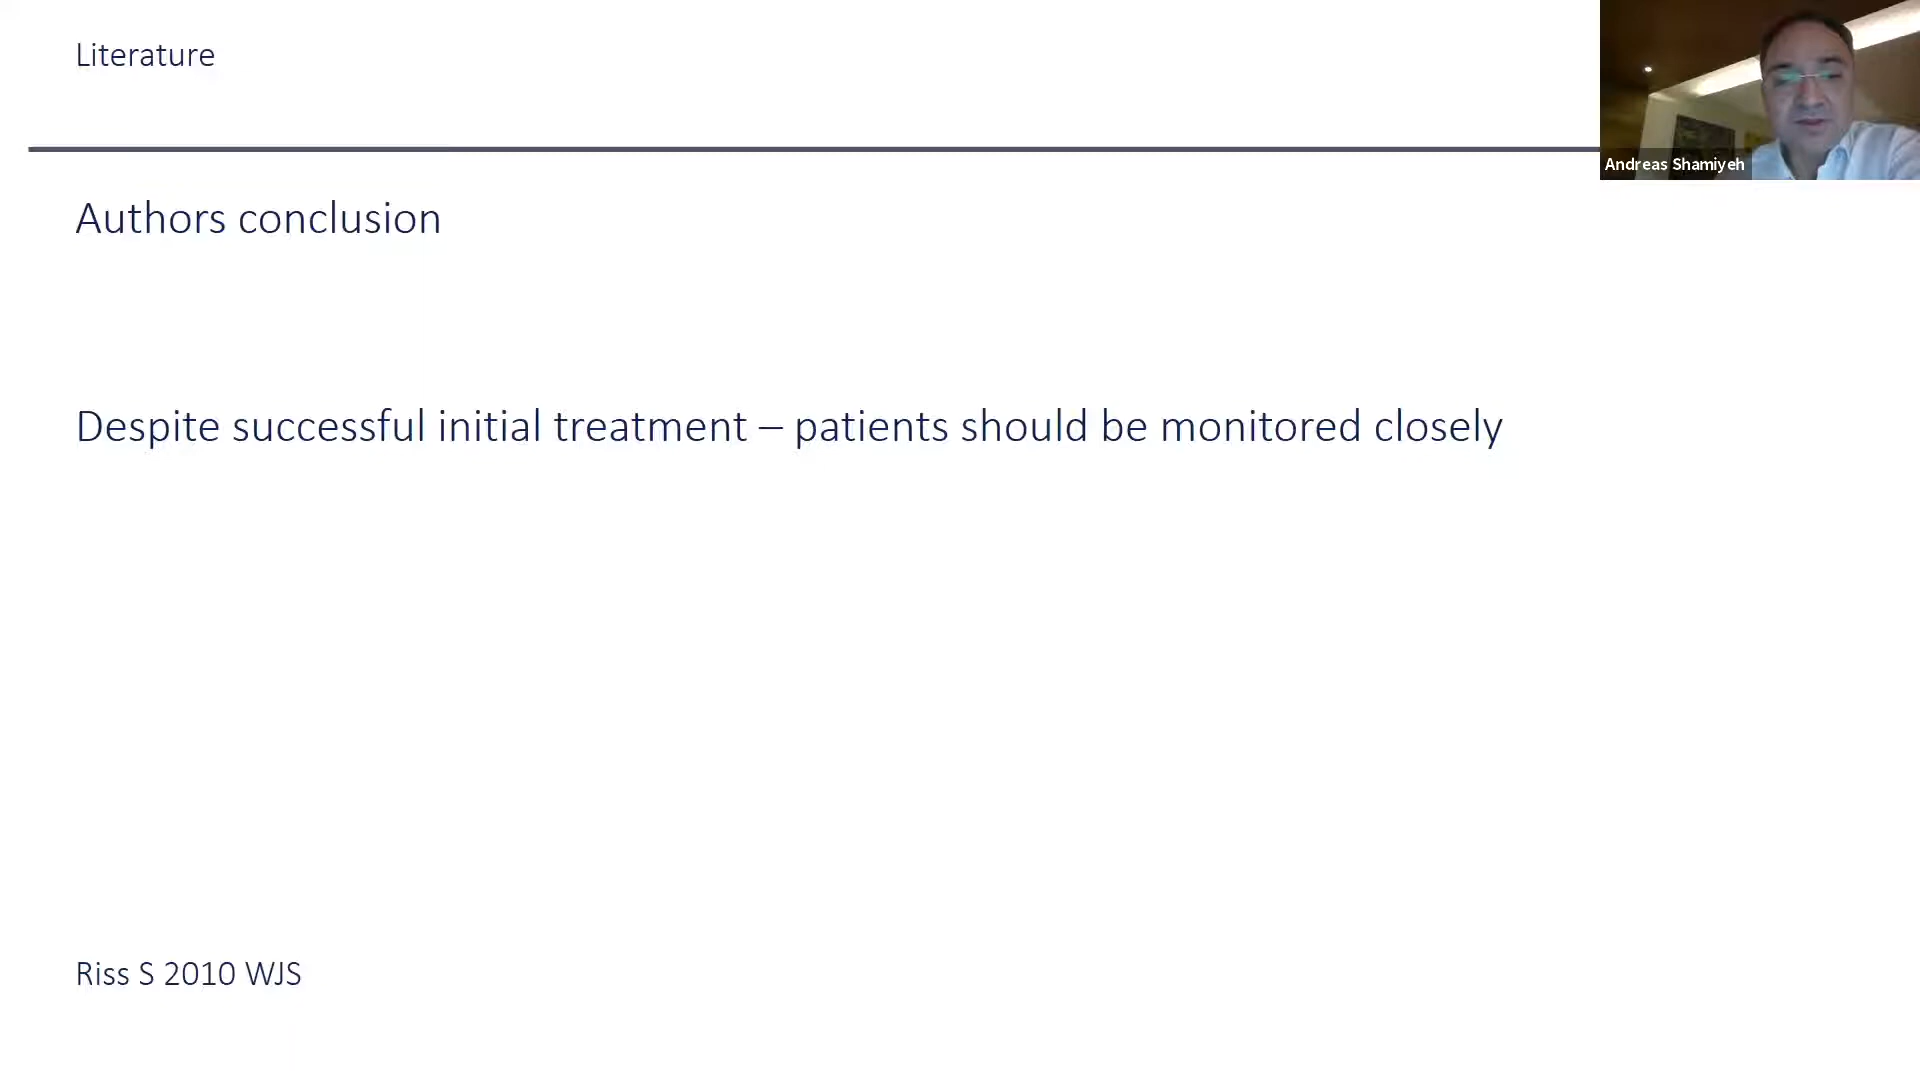 Literature
Andreas Shamiyeh
Authors conclusion
Despite successful initial treatment – patients should be monitored closely
Riss S 2010 WJS